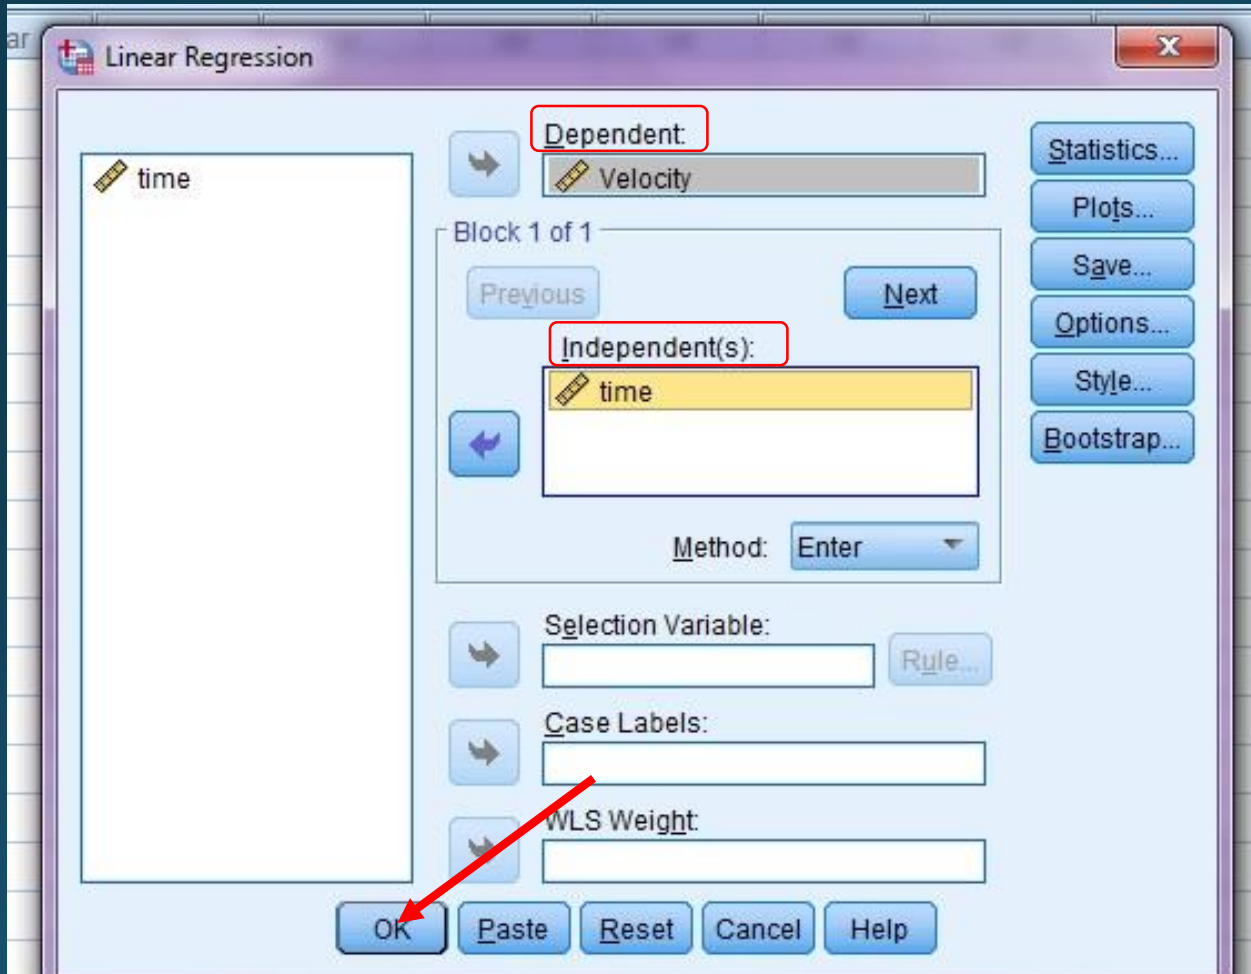 ar
Linear Regression
x
time
Dependent:
Velocity
Block 1 of 1
Previous
Next
Independent(s):
time
Method:
Enter
Selection Variable:
Rule...
Case Labels:
WLS Weight:
Statistics...
Plots...
Save...
Options...
Style...
Bootstrap...
OK
Paste
Reset
Cancel
Help